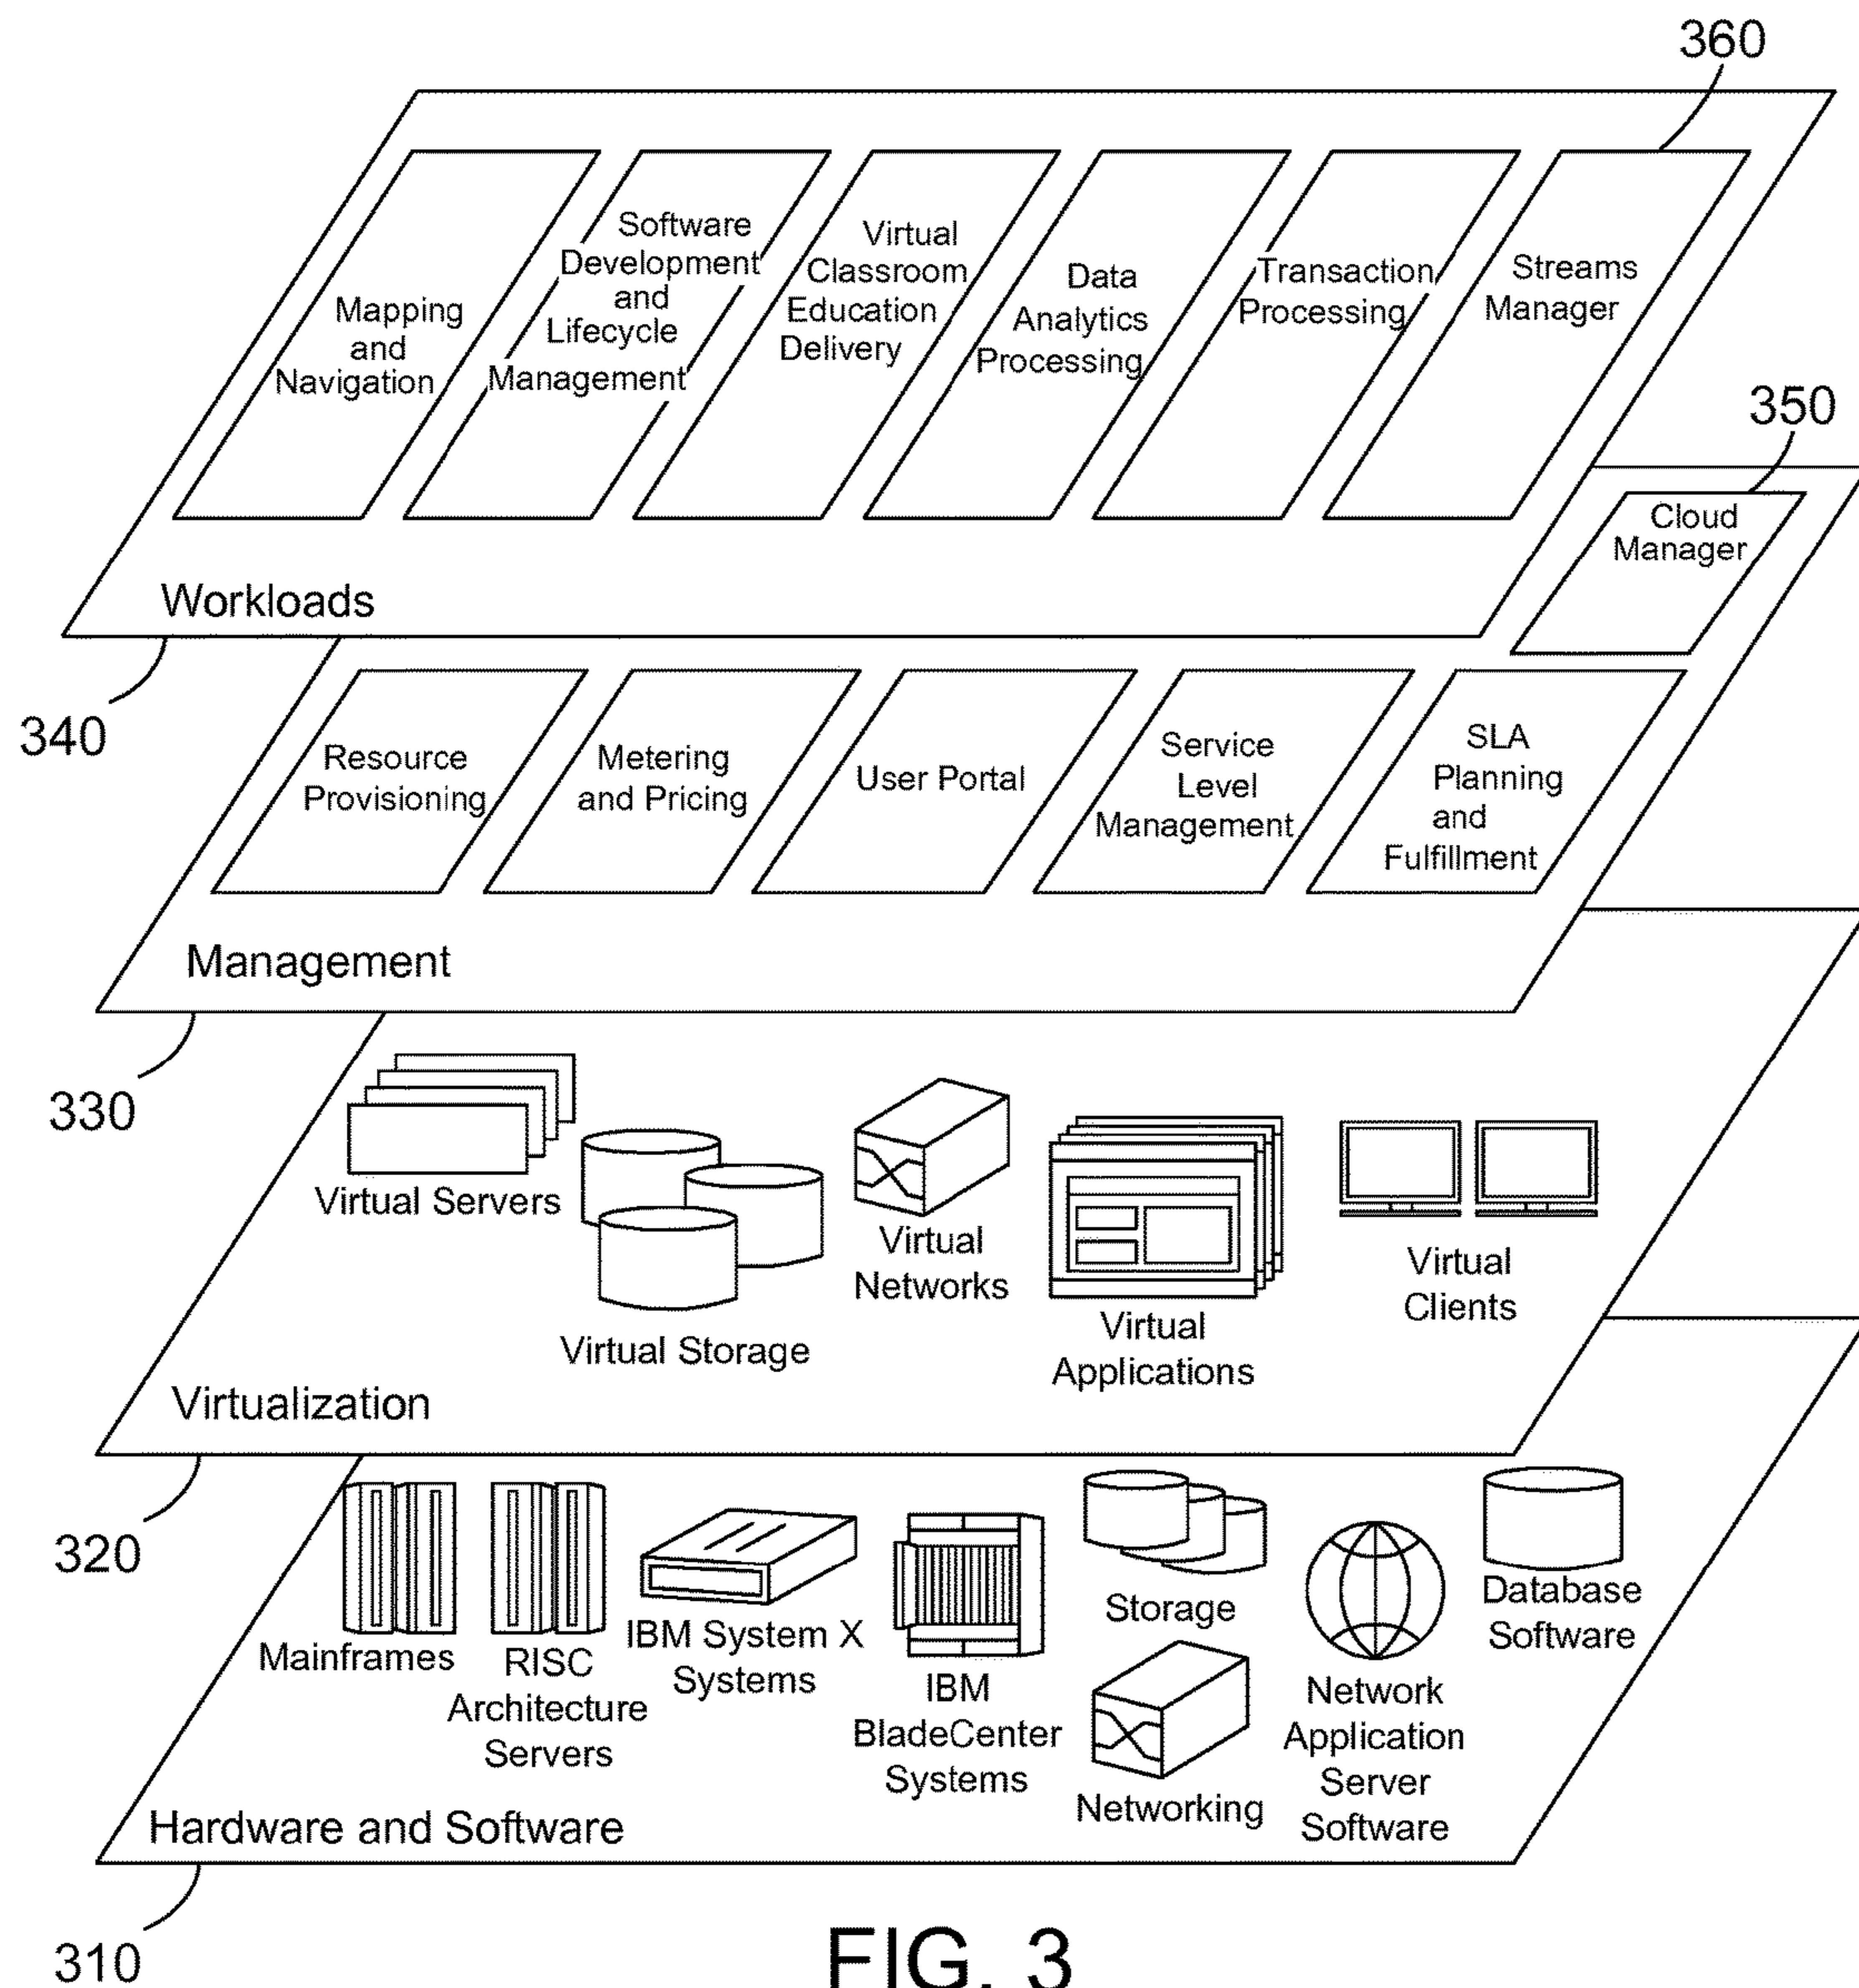 360
Mapping
and
Navigation
Software
Development
and
Lifecycle
Management
Virtual
Classroom
Education
Delivery
Data
Analytics
Processing
Transaction
Processing
Streams
Manager
Workloads
340
350
Cloud
Manager
Resource
Provisioning
Metering
and Pricing
User Portal
Service
Level
Management
SLA
Planning
and
Fulfillment
Management
330
Virtual Servers
Virtual Storage
Virtual
Networks
Virtual
Applications
Virtual
Clients
Virtualization
320
Mainframes
RISC
Architecture
Servers
IBM System X
Systems
IBM
BladeCenter
Systems
Storage
Networking
Network
Application
Server
Software
Database
Software
Hardware and Software
310
FIG. 3